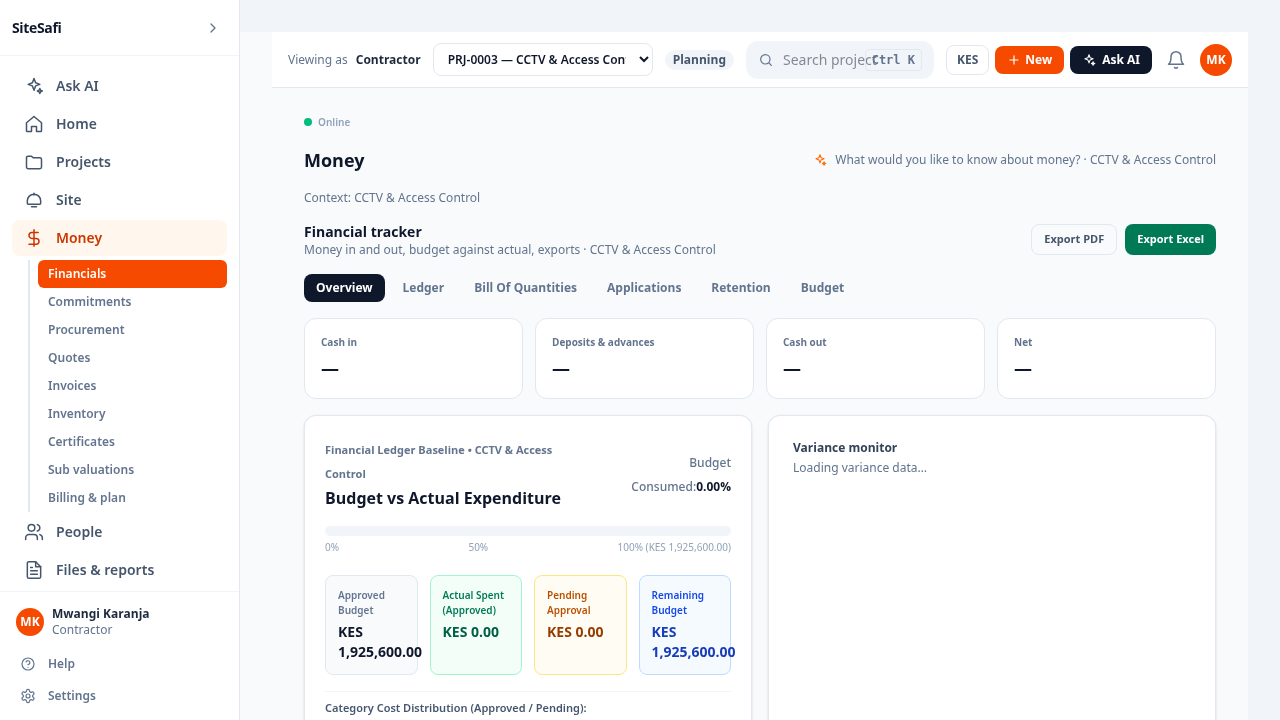 SiteSafi
Ask AI
Home
Projects
Site
Money
Financials
Commitments
Procurement
Quotes
Invoices
Inventory
Certificates
Sub valuations
Billing & plan
People
Files & reports
MK
Mwangi Karanja
Contractor
Help
Settings
Viewing as Contractor
PRJ-0003 — CCTV & Access Con
Planning
Search project
Ctrl K
KES
New
Ask AI
MK
Online
Money
What would you like to know about money? · CCTV & Access Control
Context: CCTV & Access Control
Financial tracker
Money in and out, budget against actual, exports · CCTV & Access Control
Export PDF
Export Excel
Overview
Ledger
Bill Of Quantities
Applications
Retention
Budget
Cash in
—
Deposits & advances
—
Cash out
—
Net
—
Financial Ledger Baseline • CCTV & Access
Control
Budget vs Actual Expenditure
Budget
Consumed:0.00%
0%
50%
100% (KES 1,925,600.00)
Approved
Budget
KES
1,925,600.00
Actual Spent
(Approved)
KES 0.00
Pending
Approval
KES 0.00
Remaining
Budget
KES
1,925,600.00
Category Cost Distribution (Approved / Pending):
Variance monitor
Loading variance data...